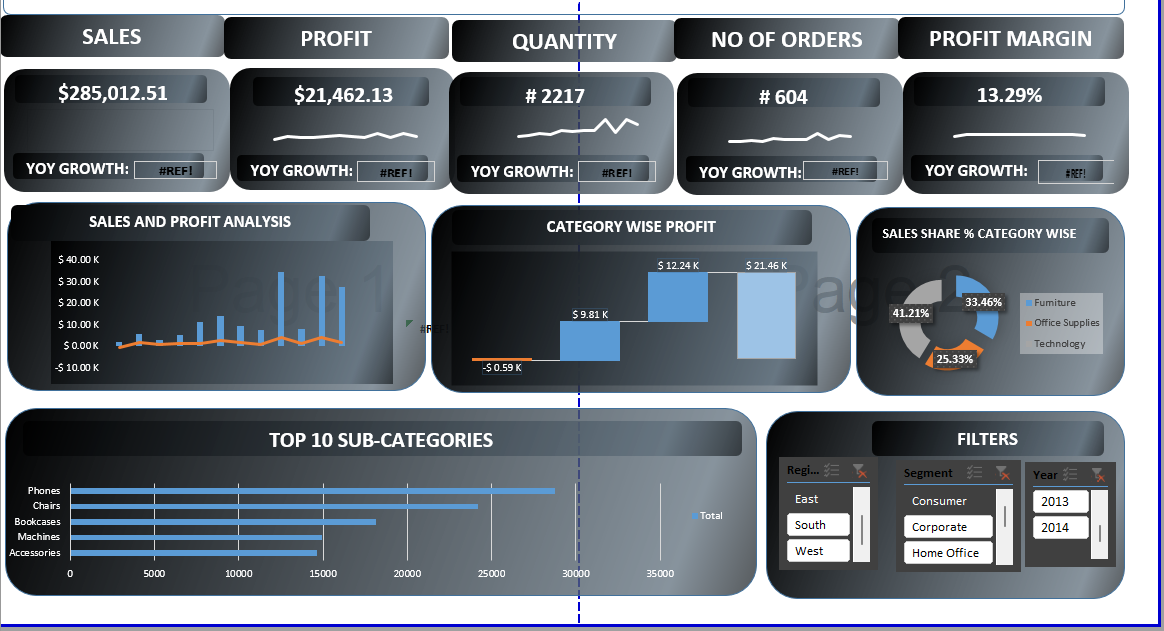 SALES
PROFIT
QUANTITY
NO OF ORDERS
PROFIT MARGIN
$285,012.51
$21,462.13
# 2217
# 604
13.29%
YOY GROWTH: #REF!
YOY GROWTH: #REF!
YOY GROWTH: #REF!
YOY GROWTH: #REF!
YOY GROWTH: #REF!
SALES AND PROFIT ANALYSIS
$ 40.00 K
$ 30.00 K
$ 20.00 K
$ 10.00 K
$ 0.00 K
-$ 10.00 K
Page 1
CATEGORY WISE PROFIT
-$ 0.59 K
$ 9.81 K
$ 12.24 K
$ 21.46 K
Page 2
SALES SHARE % CATEGORY WISE
33.46%
41.21%
25.33%
Furniture
Office Supplies
Technology
TOP 10 SUB-CATEGORIES
Phones
Chairs
Bookcases
Machines
Accessories
0 5000 10000 15000 20000 25000 30000 35000
Total
FILTERS
Regi...
East
South
West
Segment
Consumer
Corporate
Home Office
Year
2013
2014